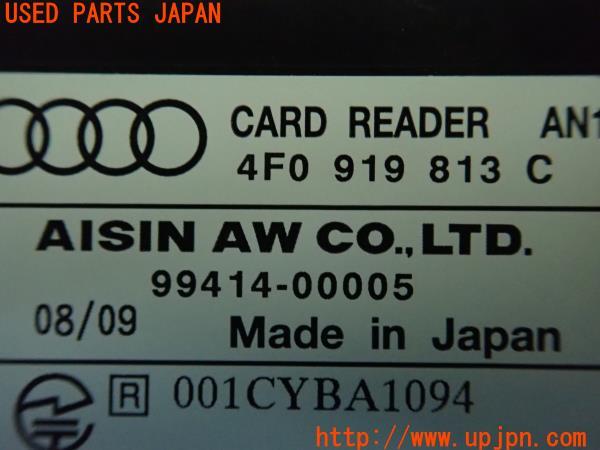 USED PARTS JAPAN
CARD READER AN1
4F0 919 813 C
AISIN AW CO.,LTD.
99414-00005
08/09 Made in Japan
R 001CYBA1094
http://www.upjpn.com/